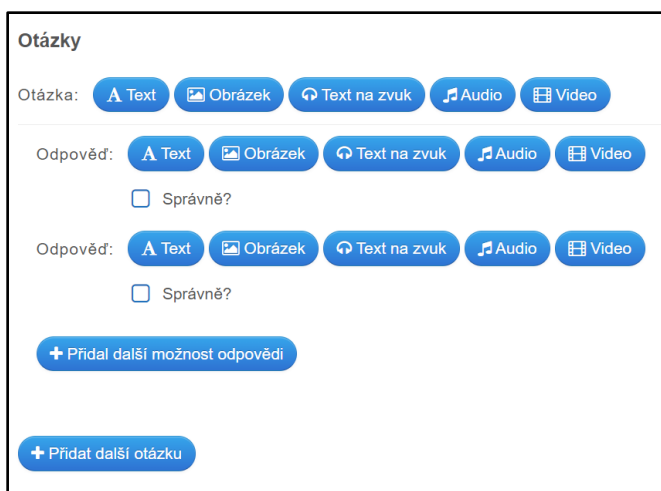 Otázky
Otázka: Text Obrázek Text na zvuk Audio Video
Odpověď: Text Obrázek Text na zvuk Audio Video
Správně?
Odpověď: Text Obrázek Text na zvuk Audio Video
Správně?
Přidal další možnost odpovědi
Přidat další otázku